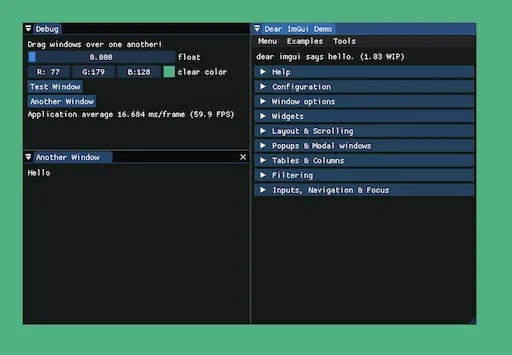 Debug
Drag windows over one another!
0.000 float
R: 77 G:179 B:128 clear color
Test Window
Another Window
Application average 16.684 ms/frame (59.9 FPS)
Another Window
Hello
Dear ImGui Demo
Menu Examples Tools
dear imgui says hello. (1.83 WIP)
Help
Configuration
Window options
Widgets
Layout & Scrolling
Popups & Modal windows
Tables & Columns
Filtering
Inputs, Navigation & Focus